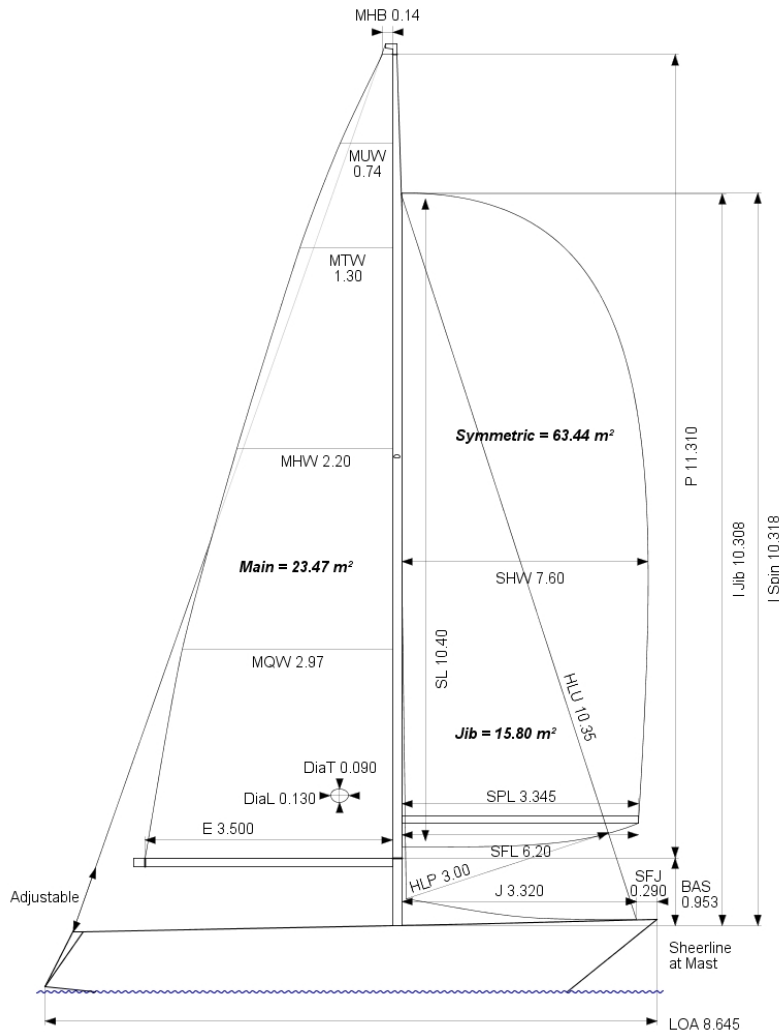 MHB 0.14
MUW
0.74
MTW
1.30
Symmetric = 63.44 m²
P 11.310
MHW 2.20
I Jib 10.308
I Spin 10.318
Main = 23.47 m²
SHW 7.60
SL 10.40
MQW 2.97
HLU 10.35
Jib = 15.80 m²
DiaT 0.090
DiaL 0.130
SPL 3.345
E 3.500
SFL 6.20
HLP 3.00
SFJ
0.290
J 3.320
BAS
0.953
Adjustable
Sheerline
at Mast
LOA 8.645